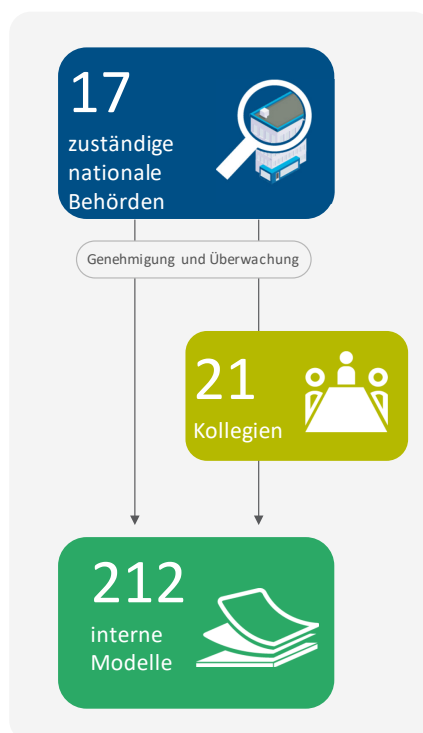 17
zuständige
nationale
Behörden
Genehmigung und Überwachung
21
Kollegien
212
interne
Modelle